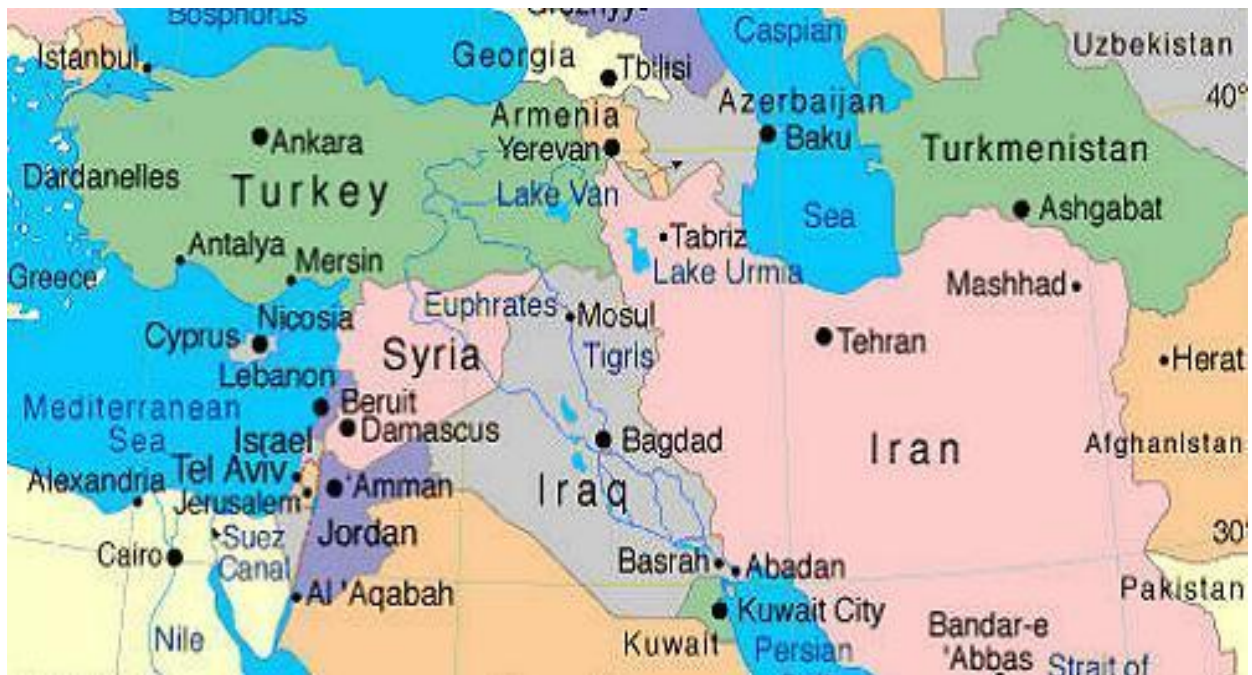 Bosphorus
Grozhyy
Caspian
Uzbekistan
Istanbul
Georgia
Tbilisi
40°
Armenia
Azerbaijan
Ankara
Yerevan
Baku
Turkmenistan
Dardanelles
Turkey
Lake Van
Sea
Ashgabat
Tabriz
Antalya
Mersin
Lake Urmia
Greece
Mashhad
Euphrates
Mosul
Nicosia
Cyprus
Tehran
Syria
Tigris
Herat
Lebanon
Beruit
Mediterranean
Sea
Damascus
Israel
Bagdad
Iran
Afghanistan
Tel Aviv
Alexandria
'Amman
Iraq
Jerusalem
Jordan
Suez
Canal
30°
Cairo
Basrah
Abadan
Pakistan
Al 'Aqabah
Kuwait City
Nile
Kuwait
Persian
Bandar-e
'Abbas
Strait of